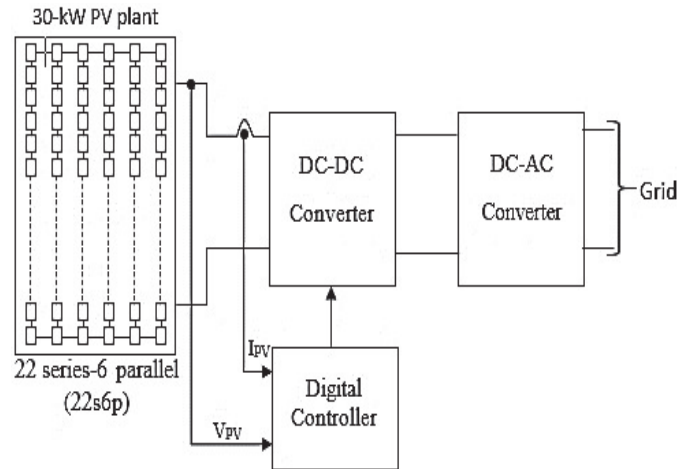 30-kW PV plant
DC-DC
Converter
DC-AC
Converter
Grid
22 series-6 parallel
(22s6p)
IPV
VPV
Digital
Controller